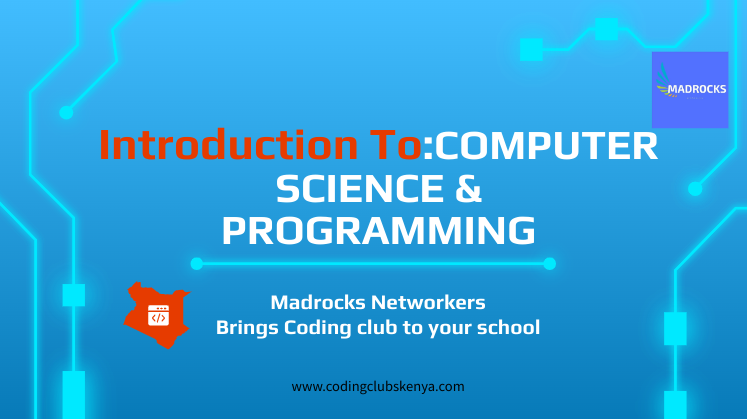 MADROCKS
Introduction To:COMPUTER
SCIENCE &
PROGRAMMING
Madrocks Networkers
Brings Coding club to your school
www.codingclubskenya.com